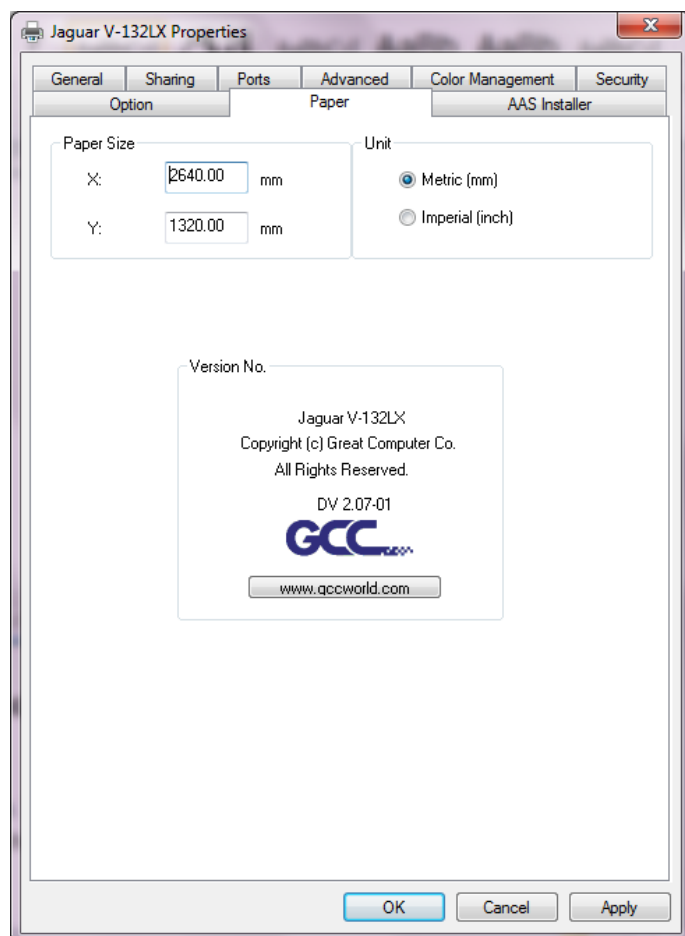 Jaguar V-132LX Properties
General Sharing Ports Advanced Color Management Security
Option Paper AAS Installer
Paper Size Unit
X: 2640.00 mm Metric (mm)
Y: 1320.00 mm Imperial (inch)
Version No.
Jaguar V-132LX
Copyright (c) Great Computer Co.
All Rights Reserved.
DV 2.07-01
GCC
www.gccworld.com
OK Cancel Apply